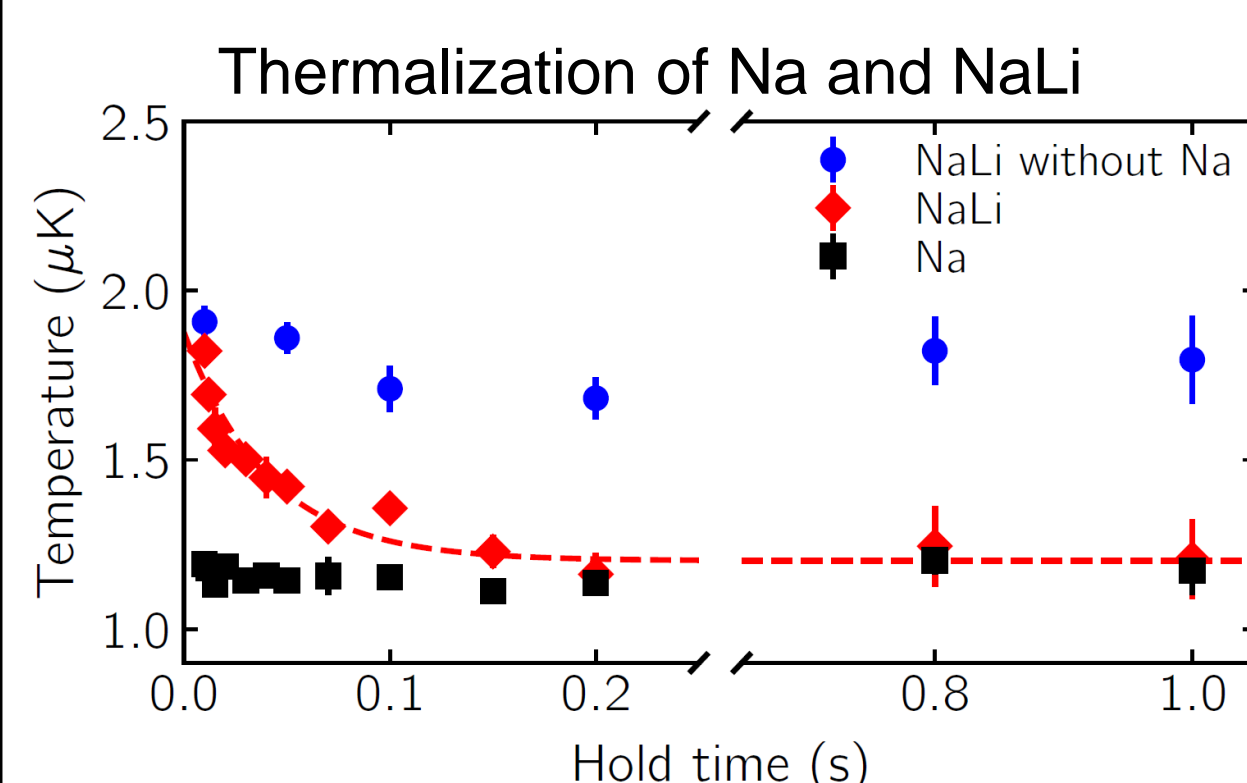 Thermalization of Na and NaLi
2.5
2.0
1.5
1.0
Temperature (μK)
NaLi without Na
NaLi
Na
0.0 0.1 0.2 0.8 1.0
Hold time (s)